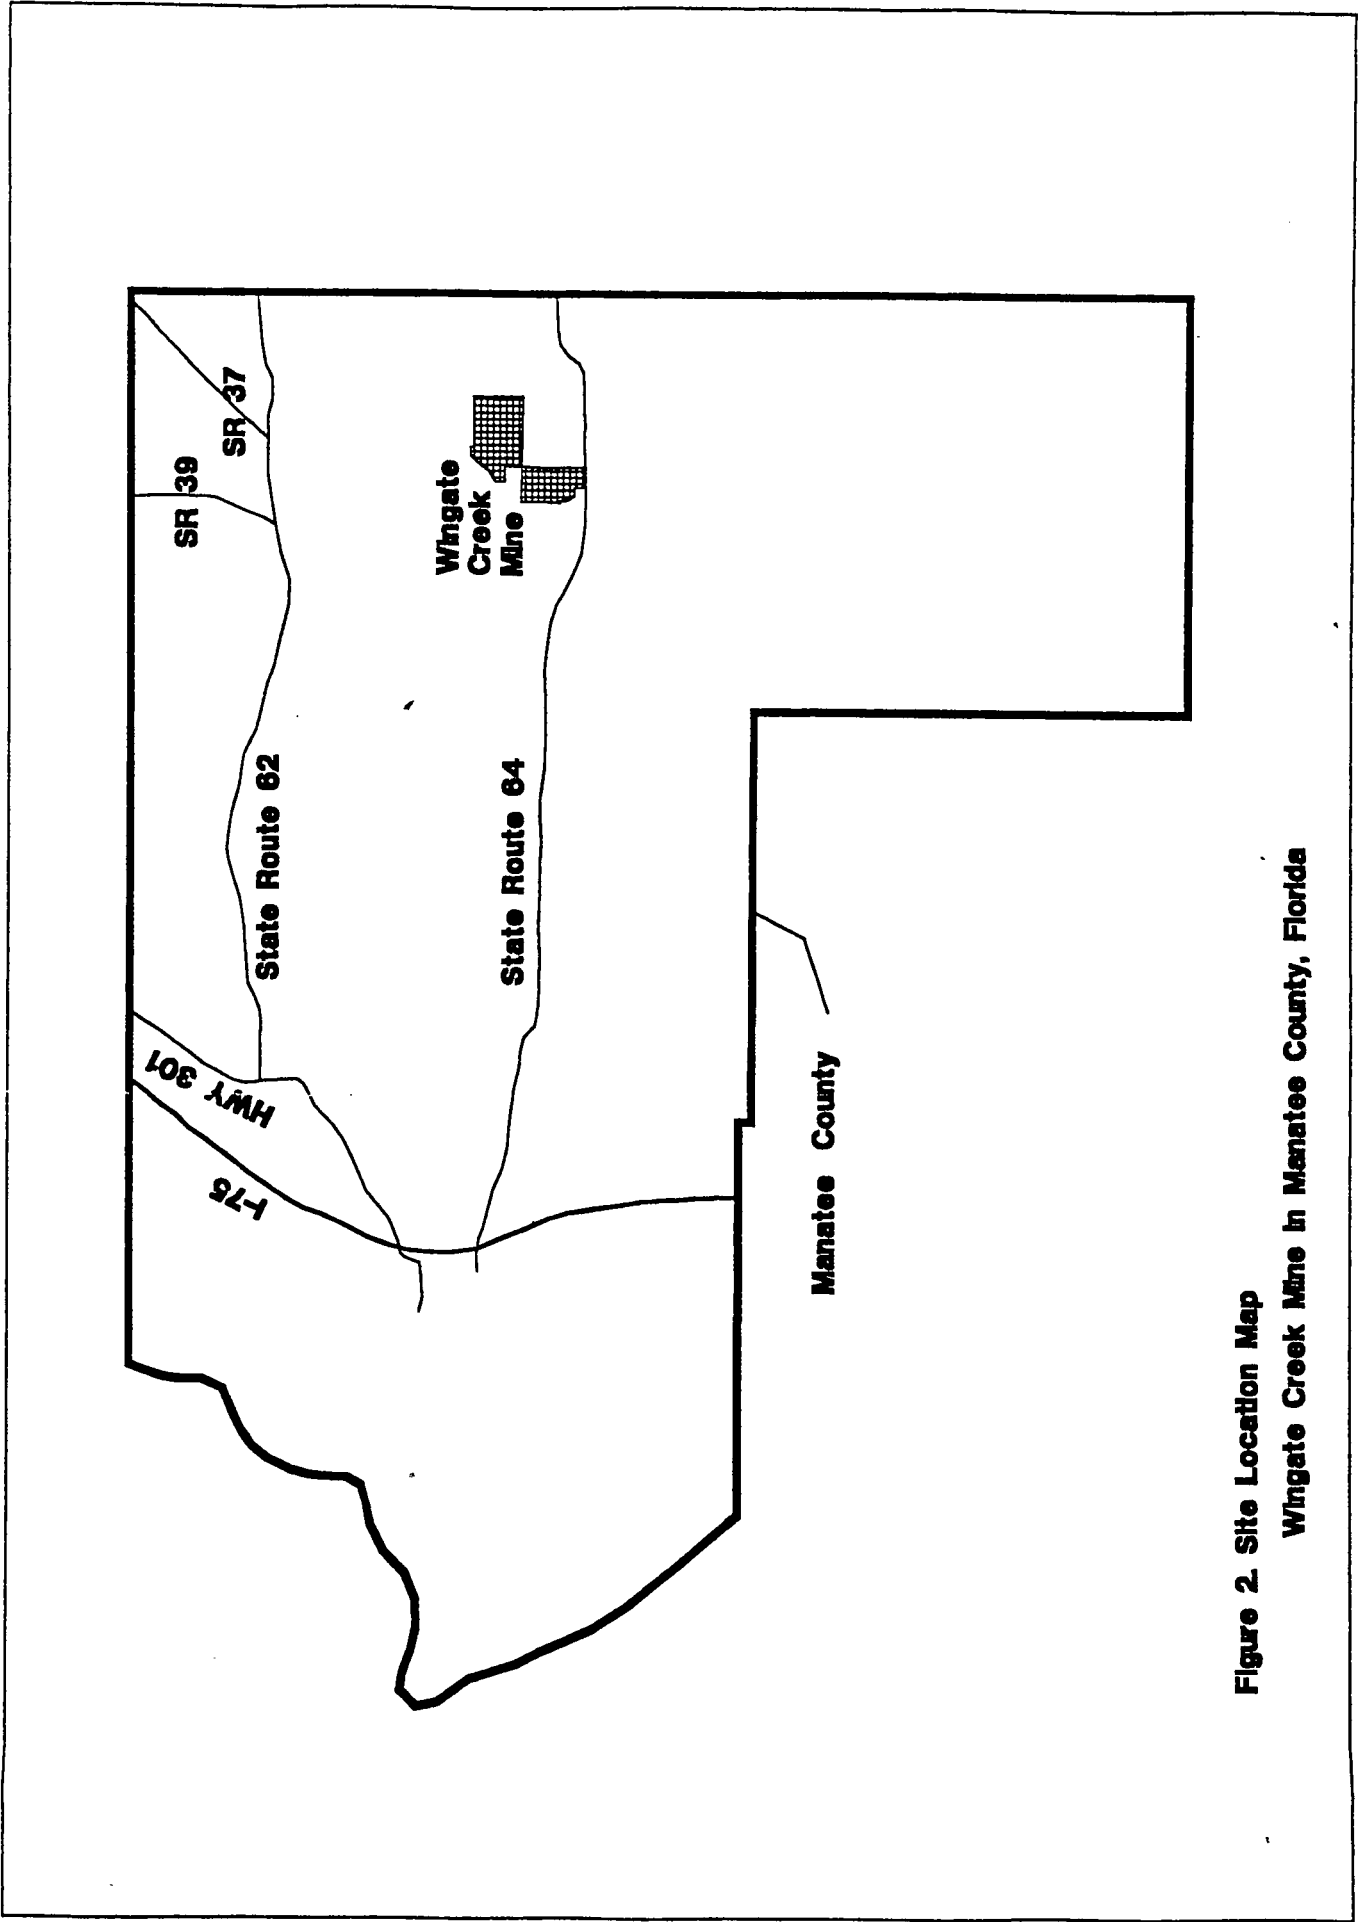 HWY 301
I-75
SR 39
SR 37
State Route 62
Wingate
Creek
Mine
State Route 64
Manatee County
Figure 2. Site Location Map
Wingate Creek Mine in Manatee County, Florida